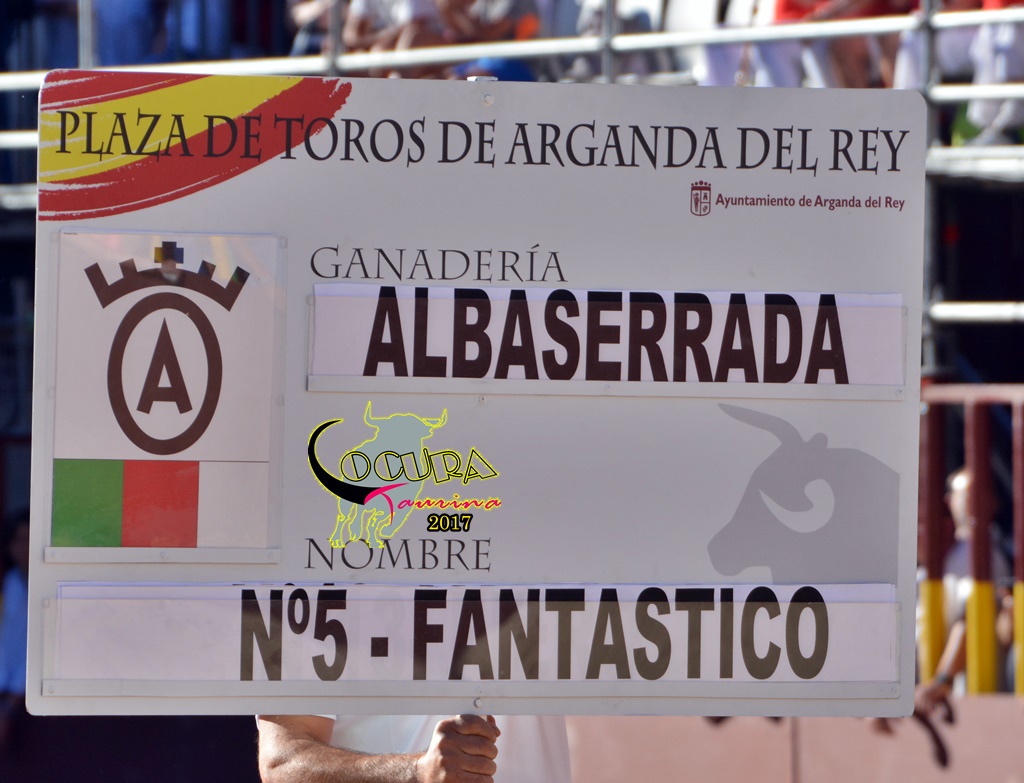 PLAZA DE TOROS DE ARGANDA DEL REY
Ayuntamiento de Arganda del Rey
A
GANADERÍA
ALBASERRADA
LOCURA
Taurina
2017
NOMBRE
Nº5 - FANTASTICO